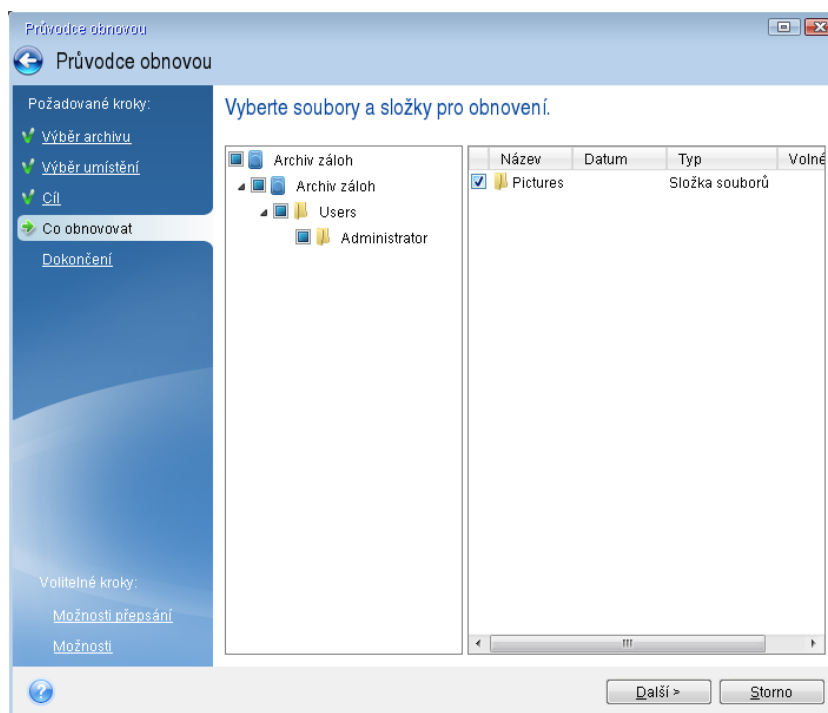 Průvodce obnovou
Průvodce obnovou
Požadované kroky:
Výběr archivu
Výběr umístění
Cíl
Co obnovovat
Dokončení
Volitelné kroky:
Možnosti přepsání
Možnosti
Vyberte soubory a složky pro obnovení.
Archiv záloh
Archiv záloh
Users
Administrator
Název Datum Typ Volné
Pictures Složka souborů
Další > Storno